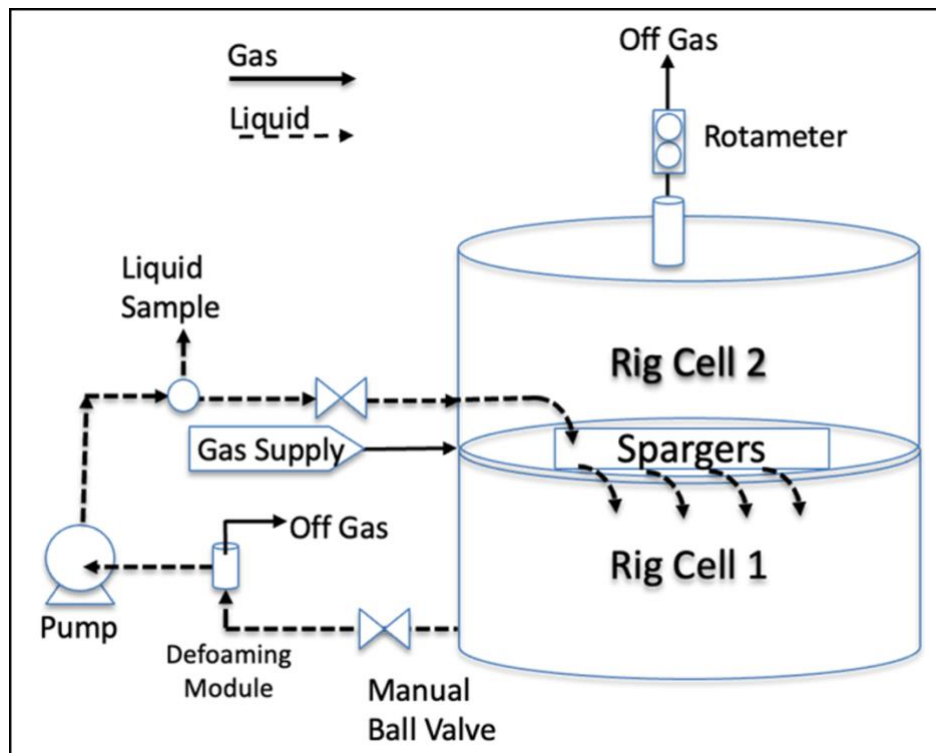 Off Gas
Gas
Liquid
Rotameter
Liquid
Sample
Rig Cell 2
Gas Supply
Spargers
Off Gas
Rig Cell 1
Pump
Defoaming
Module
Manual
Ball Valve